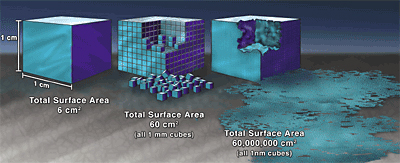 1 cm
1 cm
Total Surface Area
6 cm²
Total Surface Area
60 cm²
(all 1 mm cubes)
Total Surface Area
60,000,000 cm²
(all 1nm cubes)